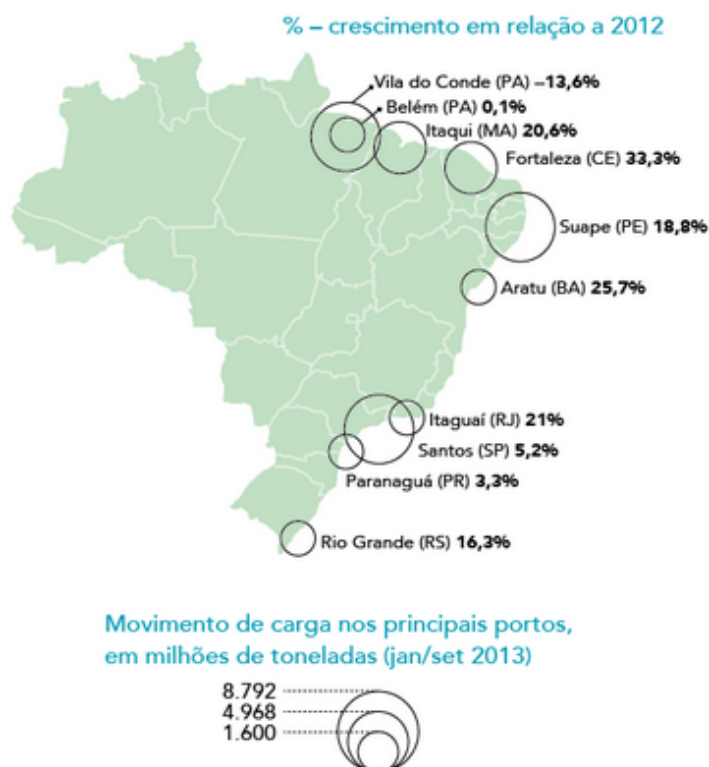 % – crescimento em relação a 2012
Vila do Conde (PA) –13,6%
Belém (PA) 0,1%
Itaqui (MA) 20,6%
Fortaleza (CE) 33,3%
Suape (PE) 18,8%
Aratu (BA) 25,7%
Itaguaí (RJ) 21%
Santos (SP) 5,2%
Paranaguá (PR) 3,3%
Rio Grande (RS) 16,3%
Movimento de carga nos principais portos,
em milhões de toneladas (jan/set 2013)
8.792
4.968
1.600